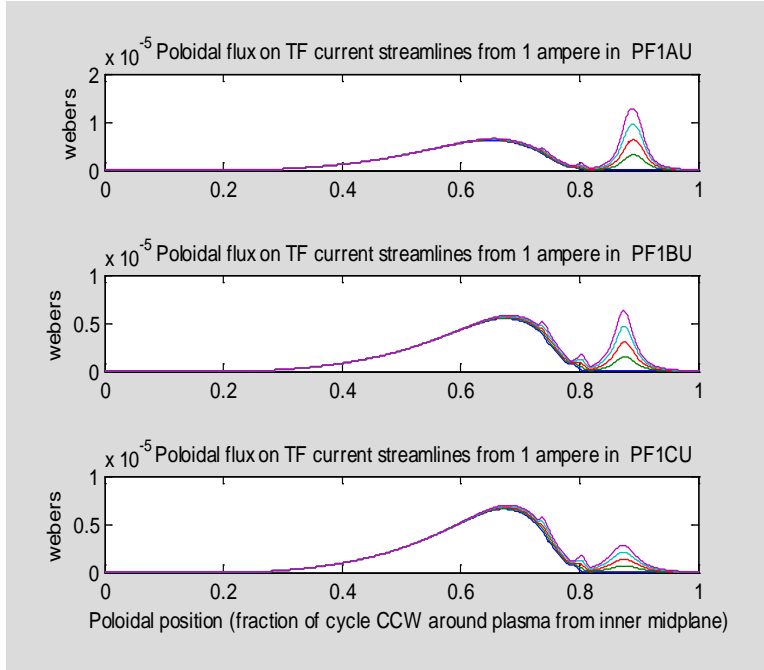 x 10^-5 Poloidal flux on TF current streamlines from 1 ampere in PF1AU
2
1
0
webers
0 0.2 0.4 0.6 0.8 1
x 10^-5 Poloidal flux on TF current streamlines from 1 ampere in PF1BU
1
0.5
0
webers
0 0.2 0.4 0.6 0.8 1
x 10^-5 Poloidal flux on TF current streamlines from 1 ampere in PF1CU
1
0.5
0
webers
0 0.2 0.4 0.6 0.8 1
Poloidal position (fraction of cycle CCW around plasma from inner midplane)